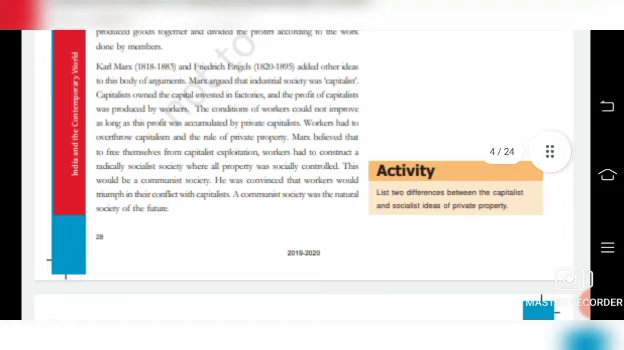 produced goods together and divided the profits according to the work
done by members.
Karl Marx (1818-1883) and Friedrich Engels (1820-1895) added other ideas
to this body of arguments. Marx argued that industrial society was 'capitalist'.
Capitalists owned the capital invested in factories, and the profit of capitalists
was produced by workers. The conditions of workers could not improve
as long as this profit was accumulated by private capitalists. Workers had to
overthrow capitalism and the rule of private property. Marx believed that
to free themselves from capitalist exploitation, workers had to construct a
radically socialist society where all property was socially controlled. This
would be a communist society. He was convinced that workers would
triumph in their conflict with capitalists. A communist society was the natural
society of the future.
India and the Contemporary World
not to
4 / 24
Activity
List two differences between the capitalist
and socialist ideas of private property.
28
2019-2020